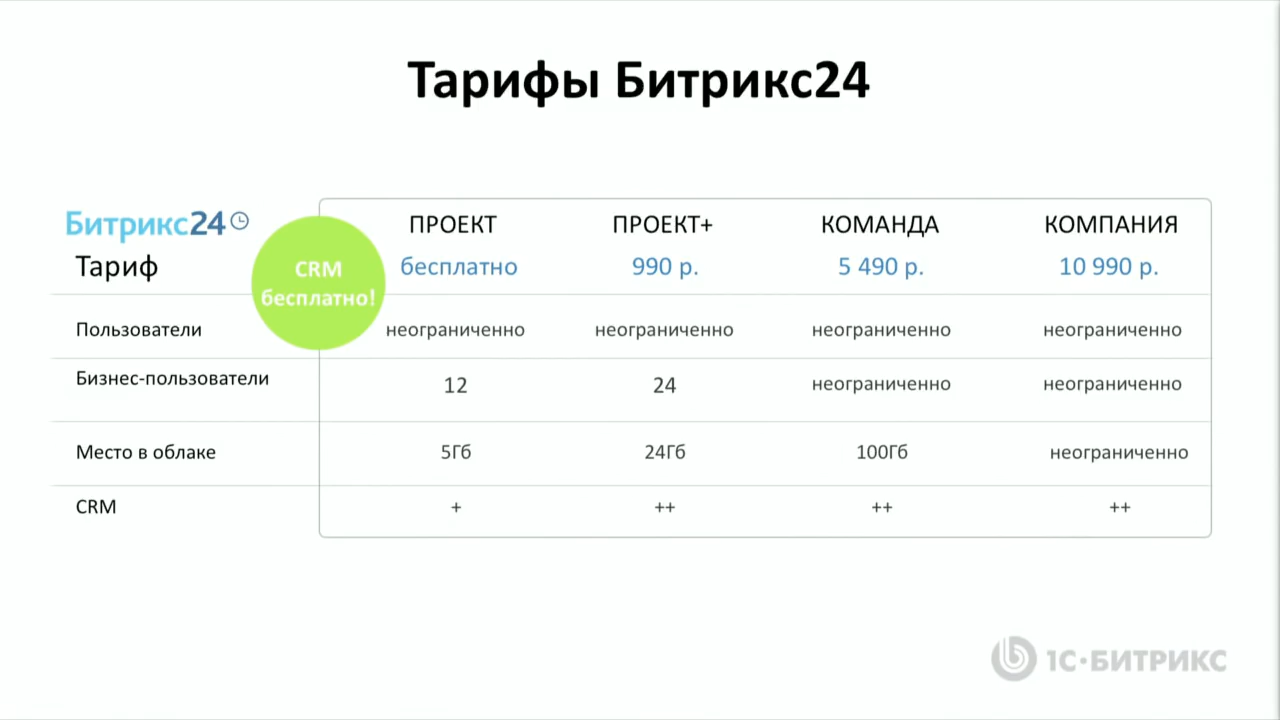 Тарифы Битрикс24
Битрикс24
ПРОЕКТ ПРОЕКТ+ КОМАНДА КОМПАНИЯ
Тариф бесплатно 990 р. 5 490 р. 10 990 р.
CRM
бесплатно!
Пользователи неограниченно неограниченно неограниченно неограниченно
Бизнес-пользователи 12 24 неограниченно неограниченно
Место в облаке 5Гб 24Гб 100Гб неограниченно
CRM + ++ ++ ++
1С·БИТРИКС